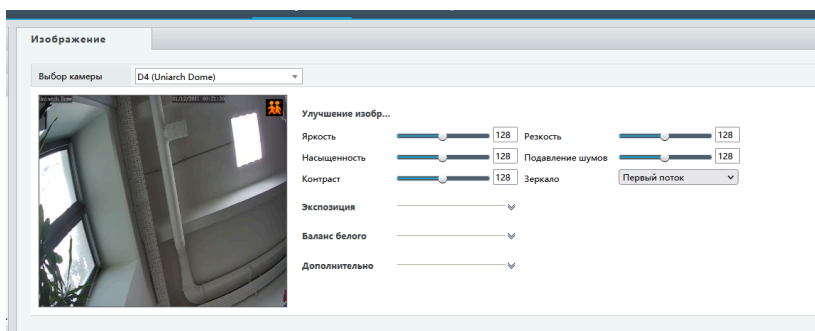 Изображение
Выбор камеры D4 (Uniarch Dome)
Улучшение изобр...
Яркость 128 Резкость 128
Насыщенность 128 Подавление шумов 128
Контраст 128 Зеркало Первый поток
Экспозиция
Баланс белого
Дополнительно